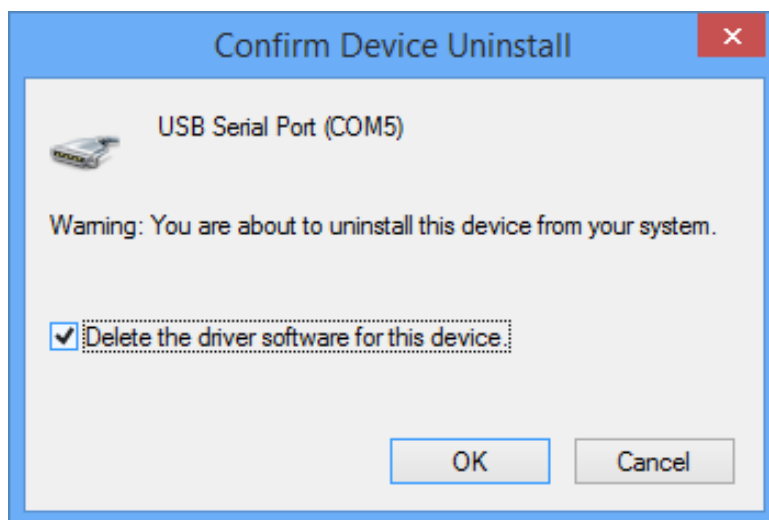 Confirm Device Uninstall
USB Serial Port (COM5)
Warning: You are about to uninstall this device from your system.
Delete the driver software for this device.
OK
Cancel